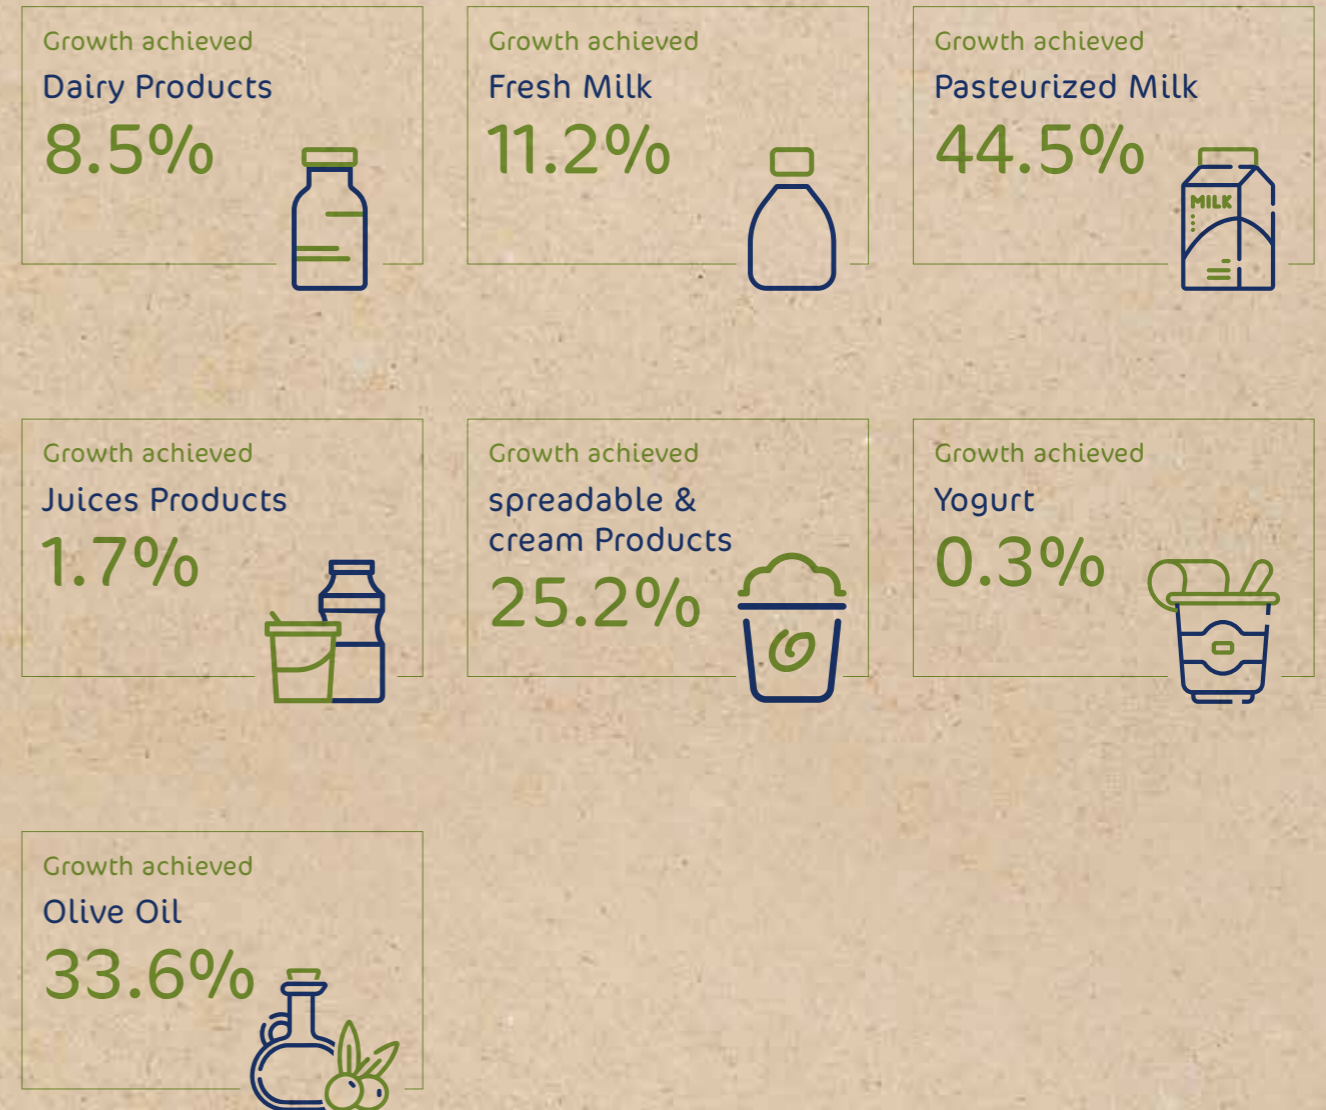 Growth achieved
Dairy Products
8.5%
Growth achieved
Fresh Milk
11.2%
Growth achieved
Pasteurized Milk
44.5%
MILK
Growth achieved
Juices Products
1.7%
Growth achieved
spreadable &
cream Products
25.2%
Growth achieved
Yogurt
0.3%
Growth achieved
Olive Oil
33.6%